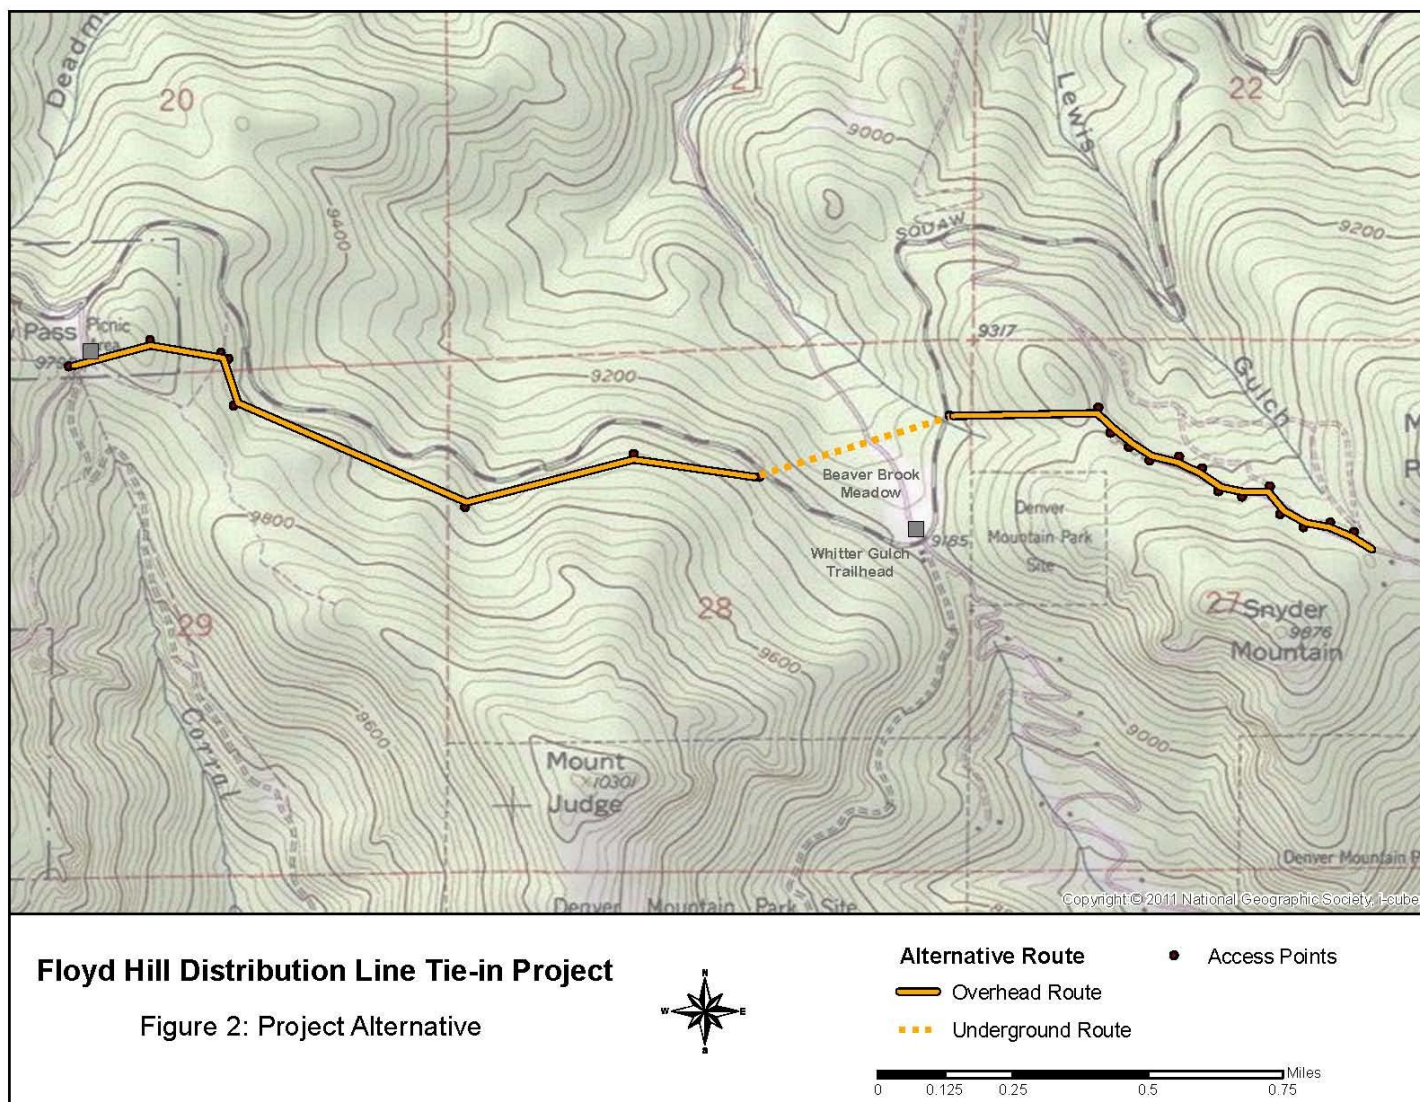 Deadm
20
21
22
Lewis
9000
9400
SQUAW
9200
9317
Pass
Picnic
9200
Gulch
Beaver Brook
Meadow
Denver
Mountain Park
Site
9800
9185
Whitter Gulch
Trailhead
29
28
27
Snyder
9876
Mountain
9600
9600
9000
Corral
Mount
10301
Judge
Denver Mountain P
Denver Mountain Park Site
Copyright:© 2011 National Geographic Society, i-cube
Floyd Hill Distribution Line Tie-in Project
Figure 2: Project Alternative
N
W
E
S
Alternative Route
Access Points
Overhead Route
Underground Route
Miles
0 0.125 0.25 0.5 0.75